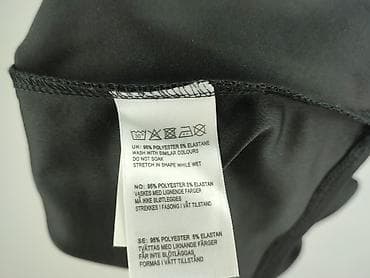 UK: 95% POLYESTER 5% ELASTANE
WASH WITH SIMILAR COLOURS
DO NOT SOAK
STRETCH IN SHAPE WHILE WET
NO: 95% POLYESTER 5% ELASTAN
VASKES MED LIGNENDE FARGER
MÅ IKKE BLØTLEGGES
STREKKES I FASONG I VÅT TILSTAND
SE: 95% POLYESTER 5% ELASTAN
TVÄTTAS MED LIKNANDE FÄRGER
FÅR INTE BLÖTLÄGGAS
FORMAS I VÅTT TILLSTÅND